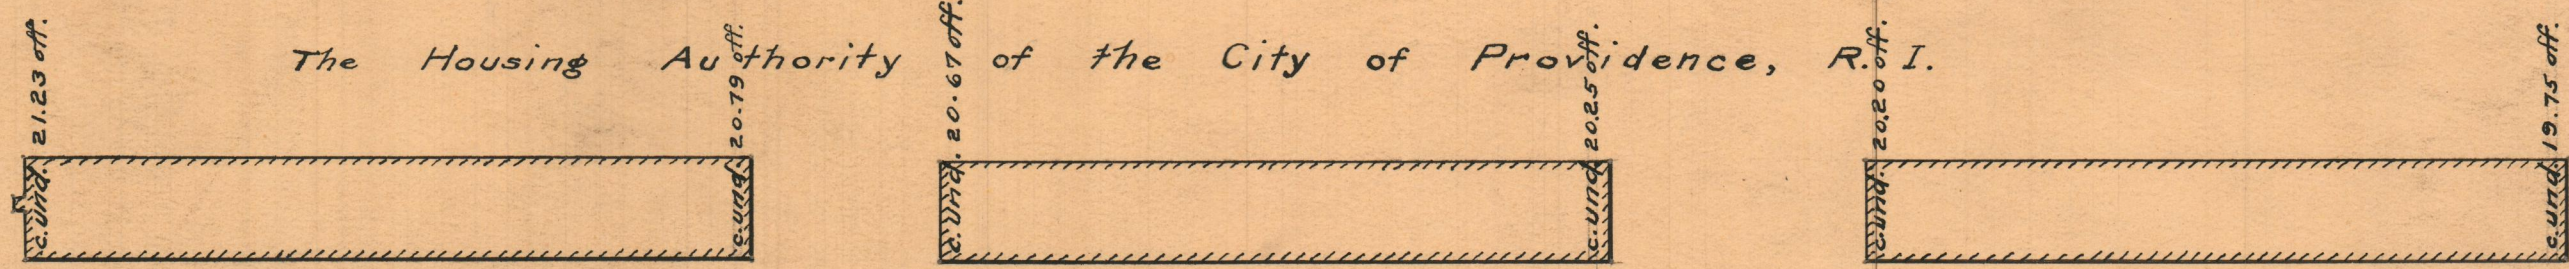 The Housing Authority of the City of Providence, R. I.
c. und. 21.23 off.
c. und. 20.79 off.
c. und. 20.67 off.
c. und. 20.25 off.
c. und. 20.20 off.
c. und. 19.75 off.